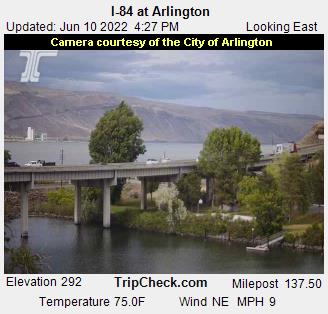 I-84 at Arlington
Updated: Jun 10 2022 4:27 PM Looking East
Camera courtesy of the City of Arlington
Elevation 292 TripCheck.com Milepost 137.50
Temperature 75.0F Wind NE MPH 9